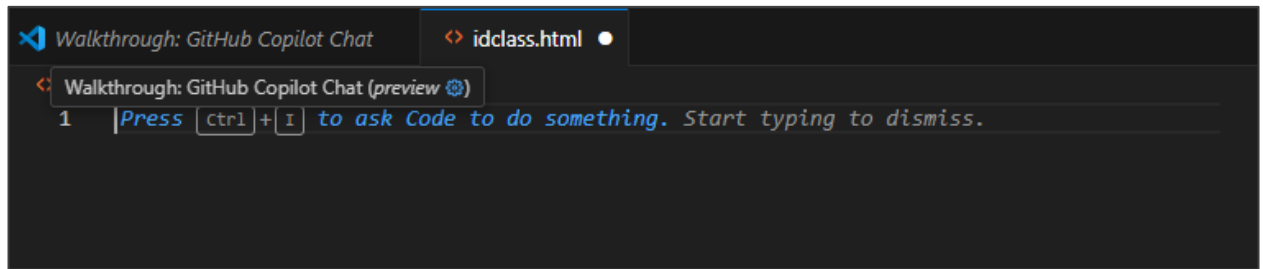 Walkthrough: GitHub Copilot Chat <> idclass.html
Walkthrough: GitHub Copilot Chat (preview)
1 Press Ctrl+I to ask Code to do something. Start typing to dismiss.